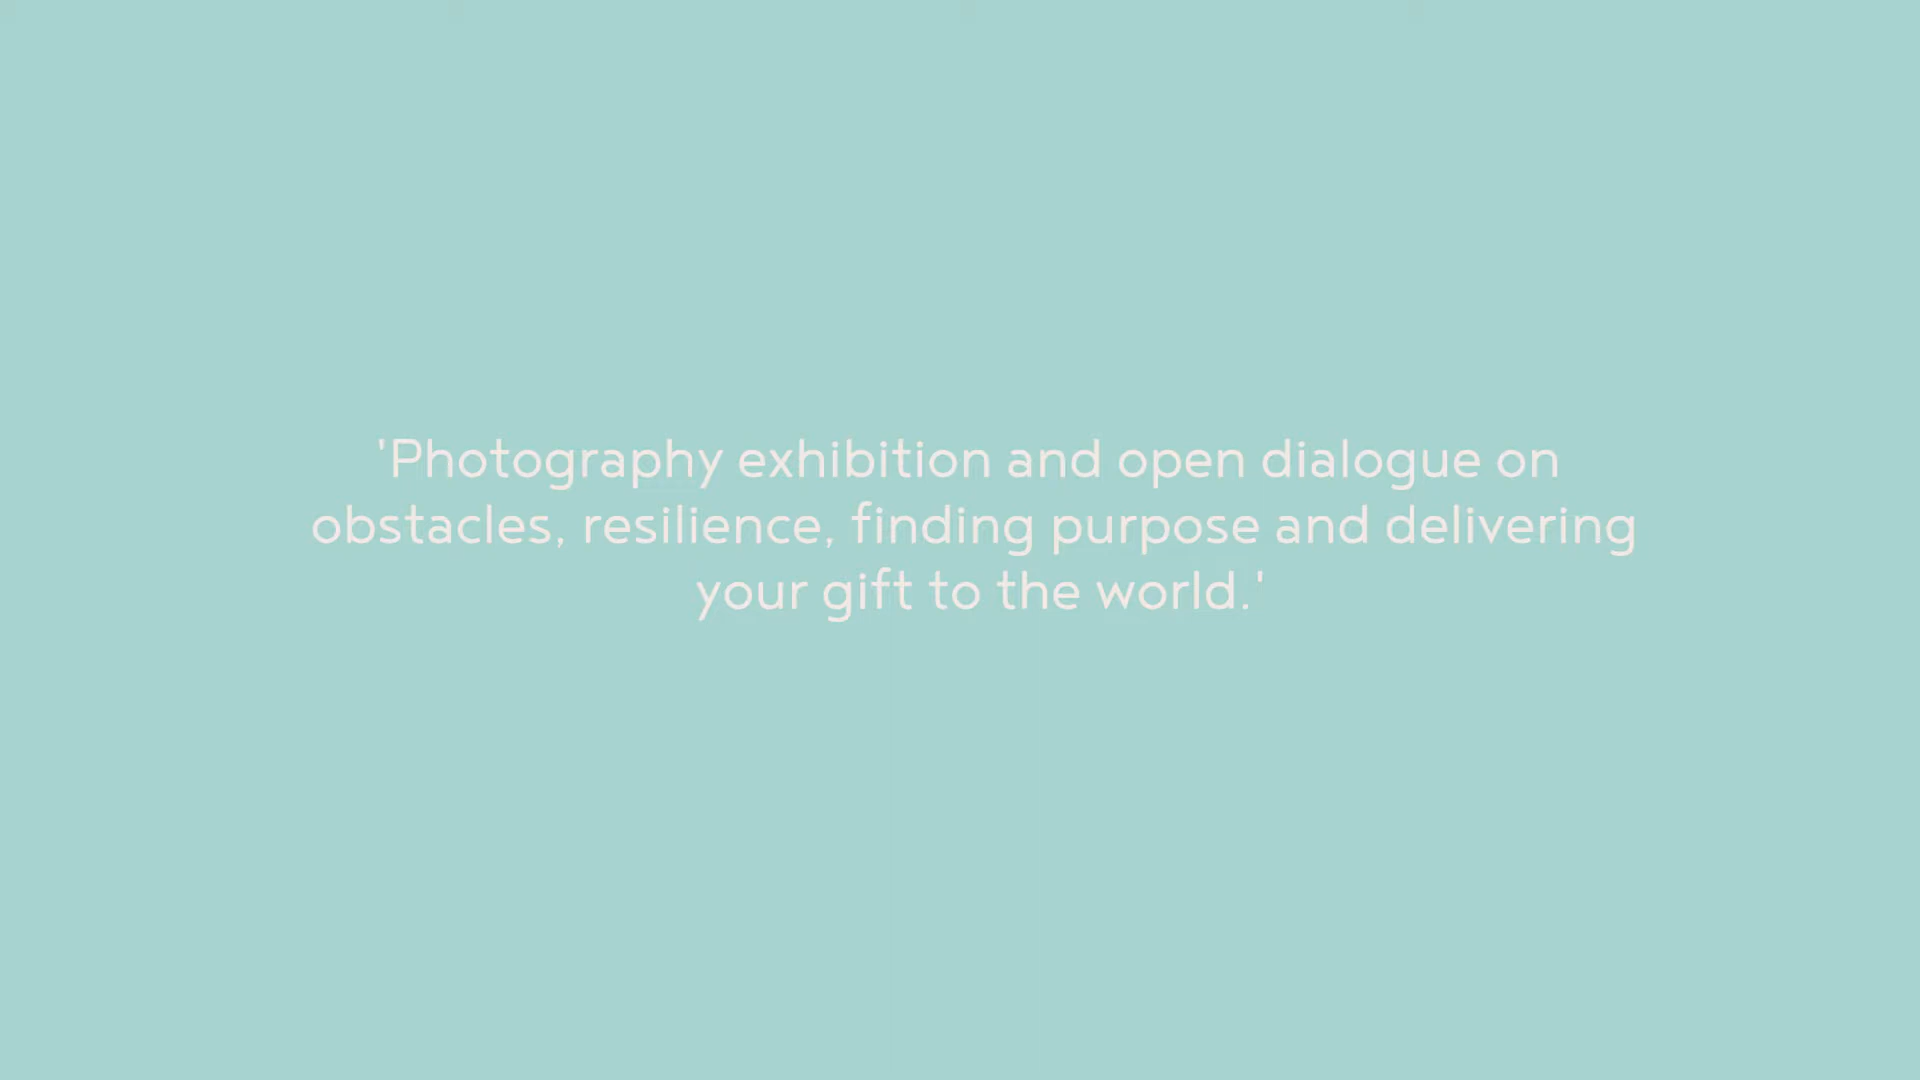 'Photography exhibition and open dialogue on
obstacles, resilience, finding purpose and delivering
your gift to the world.'